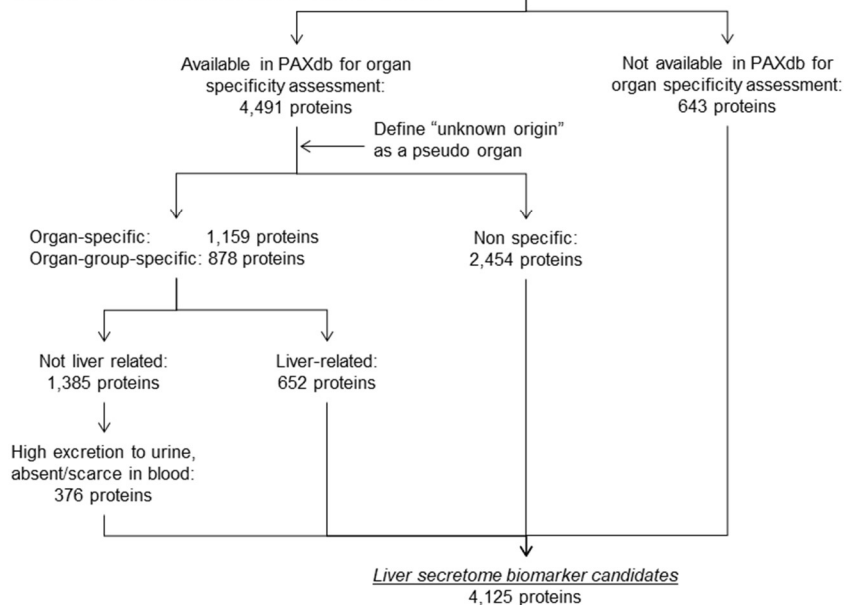 Available in PAXdb for organ
specificity assessment:
4,491 proteins
Not available in PAXdb for
organ specificity assessment:
643 proteins
Define “unknown origin”
as a pseudo organ
Organ-specific: 1,159 proteins
Organ-group-specific: 878 proteins
Non specific:
2,454 proteins
Not liver related:
1,385 proteins
Liver-related:
652 proteins
High excretion to urine,
absent/scarce in blood:
376 proteins
Liver secretome biomarker candidates
4,125 proteins